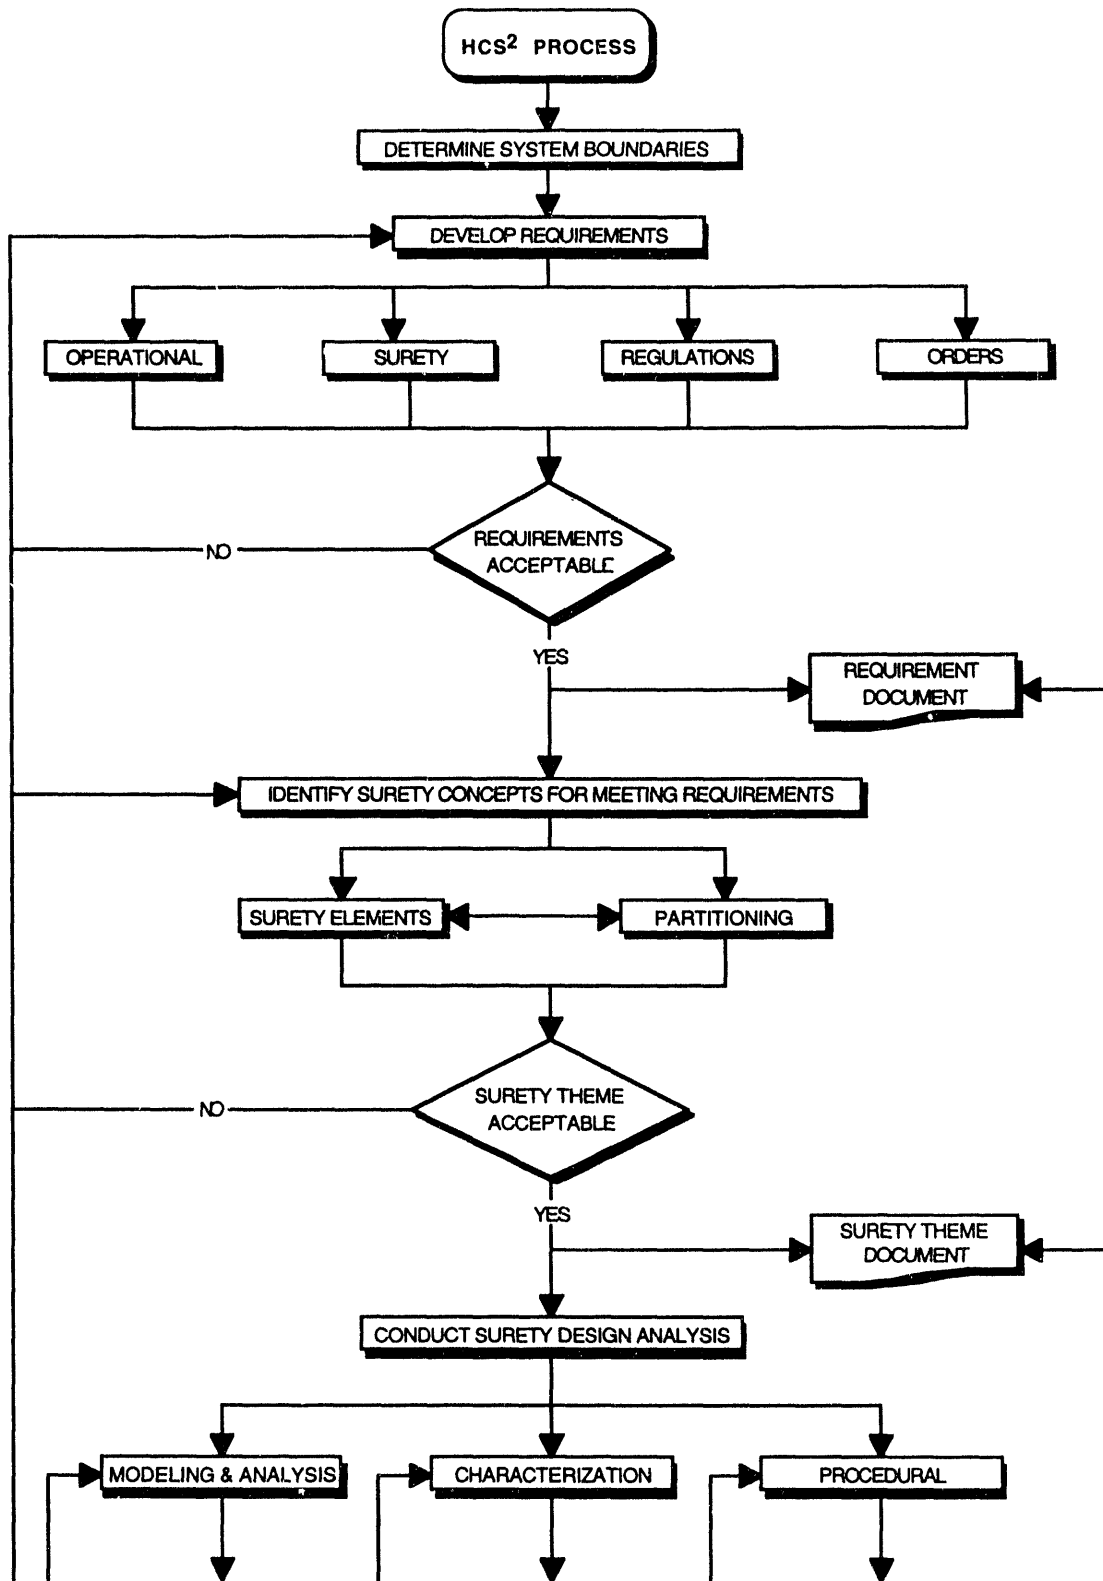 HCS² PROCESS
DETERMINE SYSTEM BOUNDARIES
DEVELOP REQUIREMENTS
OPERATIONAL
SURETY
REGULATIONS
ORDERS
REQUIREMENTS
ACCEPTABLE
NO
YES
REQUIREMENT
DOCUMENT
IDENTIFY SURETY CONCEPTS FOR MEETING REQUIREMENTS
SURETY ELEMENTS
PARTITIONING
SURETY THEME
ACCEPTABLE
NO
YES
SURETY THEME
DOCUMENT
CONDUCT SURETY DESIGN ANALYSIS
MODELING & ANALYSIS
CHARACTERIZATION
PROCEDURAL